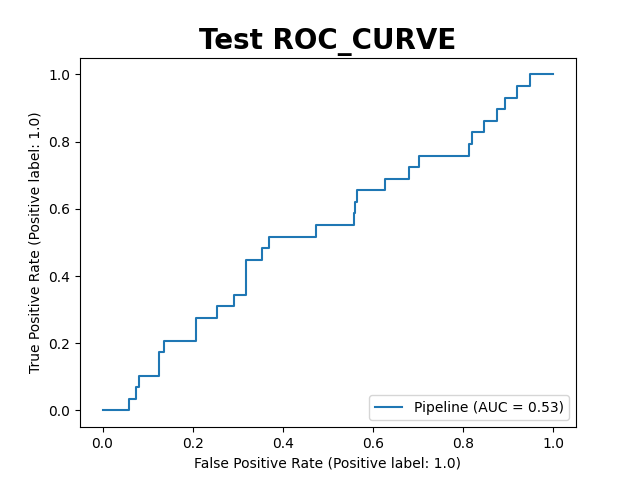 Test ROC_CURVE
True Positive Rate (Positive label: 1.0)
1.0
0.8
0.6
0.4
0.2
0.0
Pipeline (AUC = 0.53)
0.0 0.2 0.4 0.6 0.8 1.0
False Positive Rate (Positive label: 1.0)